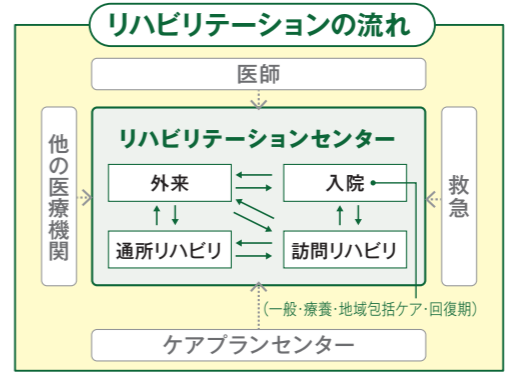 リハビリテーションの流れ
医師
他の医療機関
リハビリテーションセンター
救急
外来
入院
通所リハビリ
訪問リハビリ
（一般・療養・地域包括ケア・回復期）
ケアプランセンター